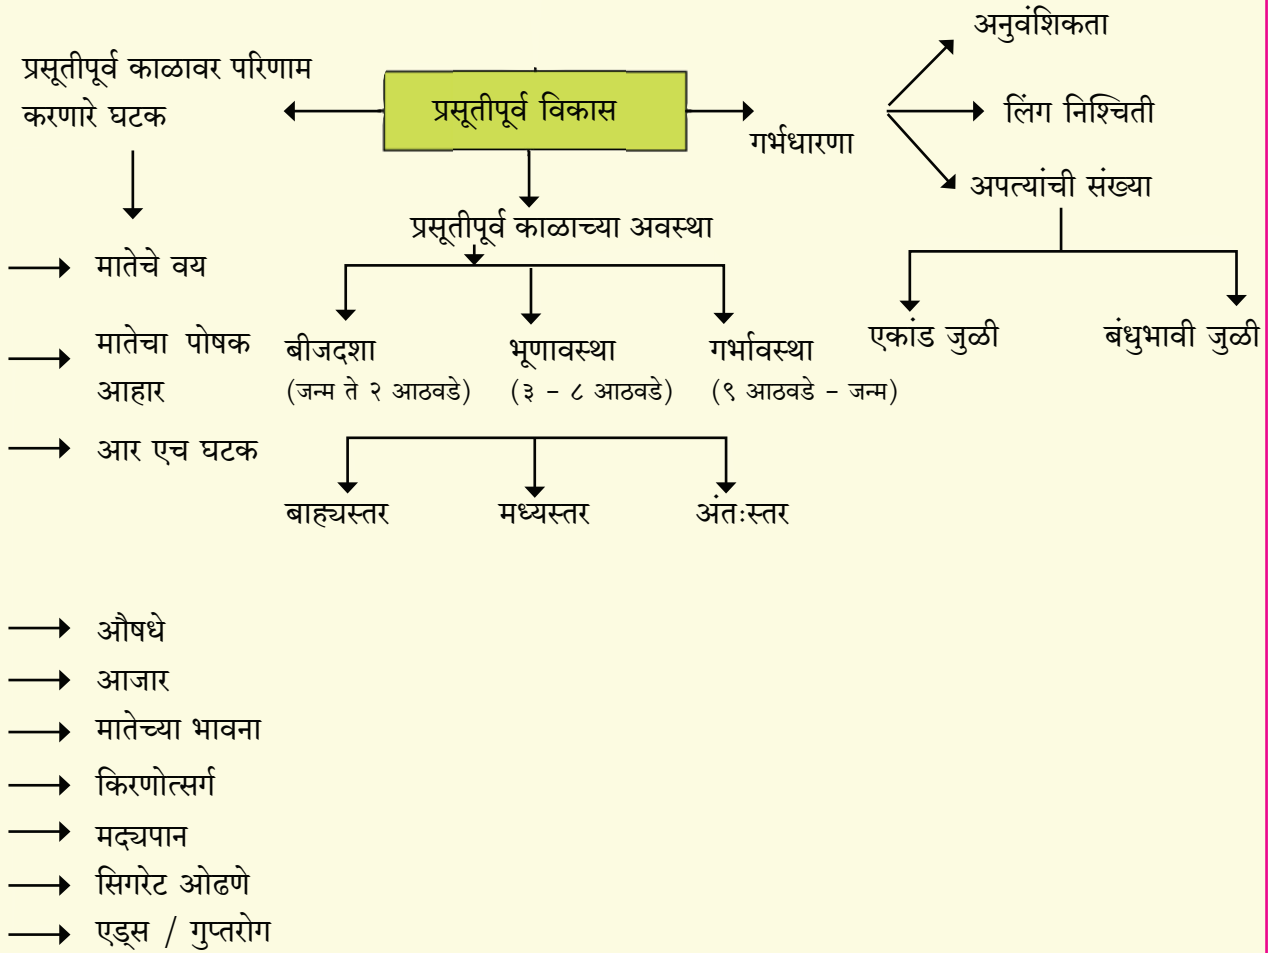 अनुवंशिकता
प्रसूतीपूर्व काळावर परिणाम
करणारे घटक
प्रसूतीपूर्व विकास
लिंग निश्चिती
गर्भधारणा
अपत्यांची संख्या
प्रसूतीपूर्व काळाच्या अवस्था
मातेचे वय
एकांड जुळी
बंधुभावी जुळी
मातेचा पोषक
आहार
बीजदशा
(जन्म ते २ आठवडे)
भूणावस्था
(३ - ८ आठवडे)
गर्भावस्था
(९ आठवडे - जन्म)
आर एच घटक
बाह्यस्तर
मध्यस्तर
अंतःस्तर
औषधे
आजार
मातेच्या भावना
किरणोत्सर्ग
मद्यपान
सिगरेट ओढणे
एड्स / गुप्तरोग